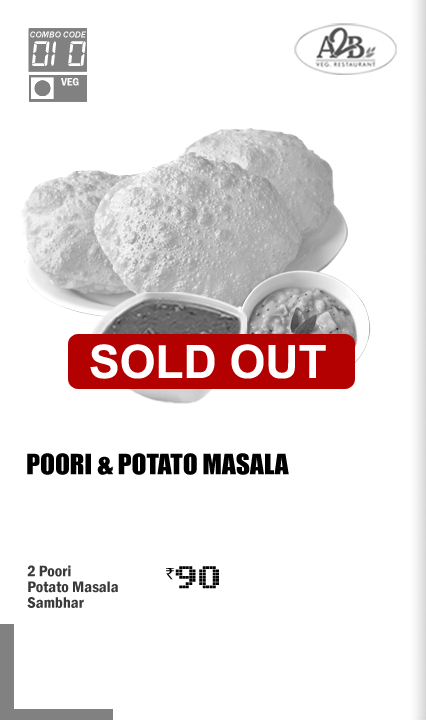 COMBO CODE
010
VEG
A2B
VEG. RESTAURANT
SOLD OUT
POORI & POTATO MASALA
2 Poori
Potato Masala
Sambhar
₹90